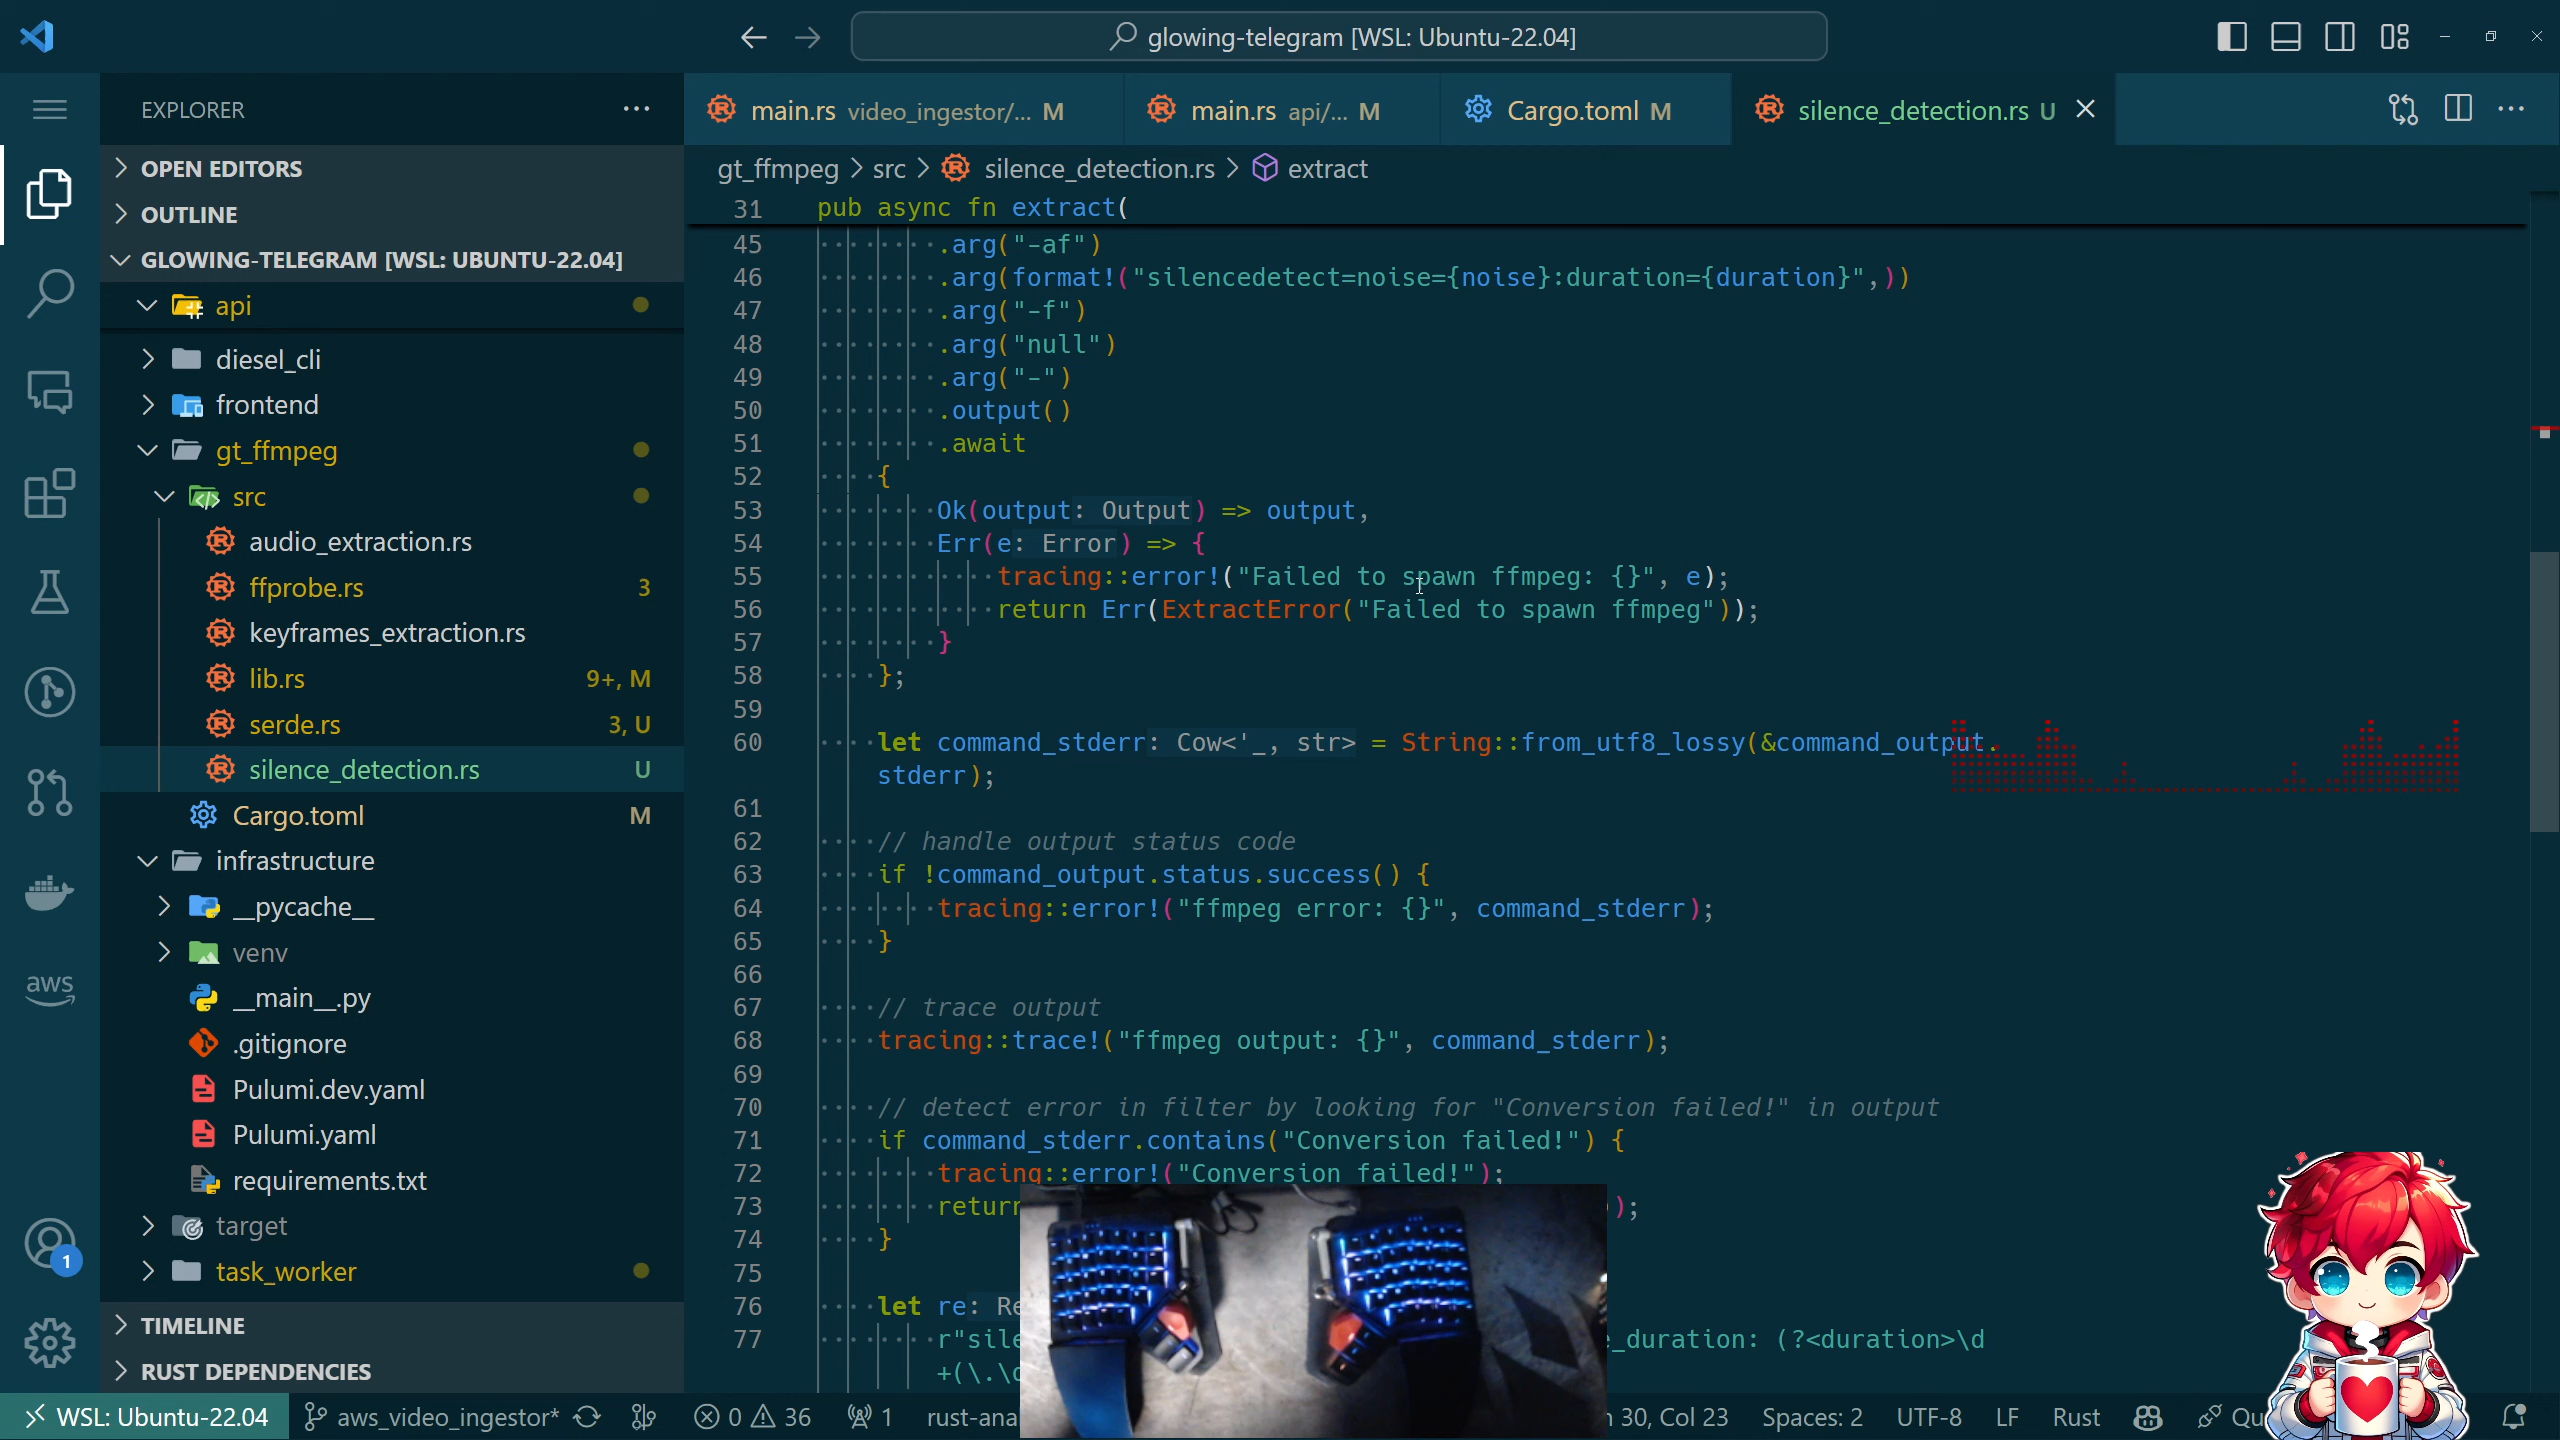 glowing-telegram [WSL: Ubuntu-22.04]
EXPLORER
OPEN EDITORS
OUTLINE
GLOWING-TELEGRAM [WSL: UBUNTU-22.04]
api
diesel_cli
frontend
gt_ffmpeg
src
audio_extraction.rs
ffprobe.rs 3
keyframes_extraction.rs
lib.rs 9+, M
serde.rs 3, U
silence_detection.rs U
Cargo.toml M
infrastructure
__pycache__
venv
__main__.py
.gitignore
Pulumi.dev.yaml
Pulumi.yaml
requirements.txt
target
task_worker
TIMELINE
RUST DEPENDENCIES
aws
1
main.rs video_ingestor/... M
main.rs api/... M
Cargo.toml M
silence_detection.rs U
gt_ffmpeg > src > silence_detection.rs > extract
31 pub async fn extract(
45 .arg("-af")
46 .arg(format!("silencedetect=noise={noise}:duration={duration}",))
47 .arg("-f")
48 .arg("null")
49 .arg("-")
50 .output()
51 .await
52 {
53 Ok(output: Output) => output,
54 Err(e: Error) => {
55 tracing::error!("Failed to spawn ffmpeg: {}", e);
56 return Err(ExtractError("Failed to spawn ffmpeg"));
57 }
58 };
59
60 let command_stderr: Cow<'_, str> = String::from_utf8_lossy(&command_output.
stderr);
61
62 // handle output status code
63 if !command_output.status.success() {
64 tracing::error!("ffmpeg error: {}", command_stderr);
65 }
66
67 // trace output
68 tracing::trace!("ffmpeg output: {}", command_stderr);
69
70 // detect error in filter by looking for "Conversion failed!" in output
71 if command_stderr.contains("Conversion failed!") {
72 tracing::error!("Conversion failed!");
73 );
74 }
75
76 let re:
77 _duration: (?<duration>\d
WSL: Ubuntu-22.04
aws_video_ingestor*
0 36
1
30, Col 23
Spaces: 2
UTF-8
LF
Rust